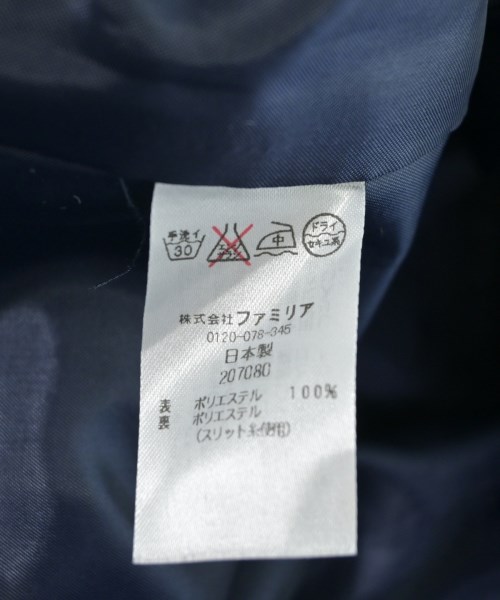 手洗イ
30
エンソ
サラシ
中
ドライ
セキユ系
株式会社ファミリア
0120-078-345
日本製
207080
表 ポリエステル 100%
裏 ポリエステル
(スリット糸使用)